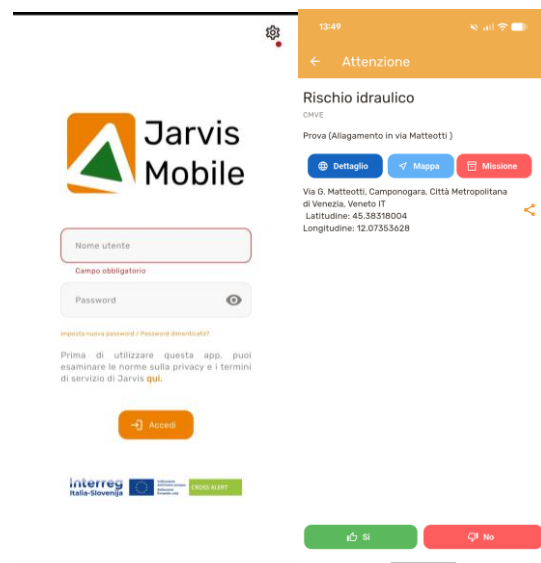 Jarvis
Mobile
Nome utente
Campo obbligatorio
Password
Imposta nuova password / Password dimenticata?
Prima di utilizzare questa app, puoi
esaminare le norme sulla privacy e i termini
di servizio di Jarvis qui.
Accedi
Interreg
Italia-Slovenija
CROSS ALERT
13:49
Attenzione
Rischio idraulico
CMVE
Prova (Allagamento in via Matteotti )
Dettaglio
Mappa
Missione
Via G. Matteotti, Camponogara, Città Metropolitana
di Venezia, Veneto IT
Latitudine: 45.38318004
Longitudine: 12.07353628
Si
No